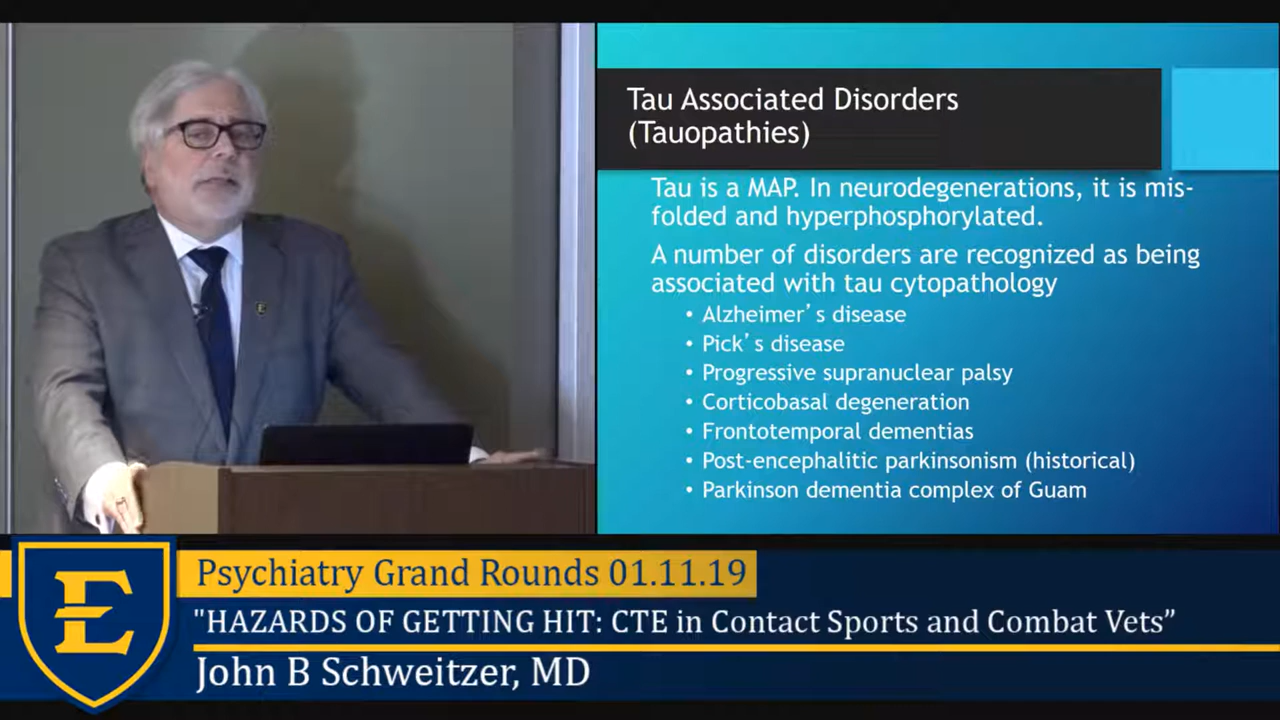 Tau Associated Disorders
(Tauopathies)
Tau is a MAP. In neurodegenerations, it is mis-
folded and hyperphosphorylated.
A number of disorders are recognized as being
associated with tau cytopathology
• Alzheimer's disease
• Pick's disease
• Progressive supranuclear palsy
• Corticobasal degeneration
• Frontotemporal dementias
• Post-encephalitic parkinsonism (historical)
• Parkinson dementia complex of Guam
E
Psychiatry Grand Rounds 01.11.19
"HAZARDS OF GETTING HIT: CTE in Contact Sports and Combat Vets”
John B Schweitzer, MD